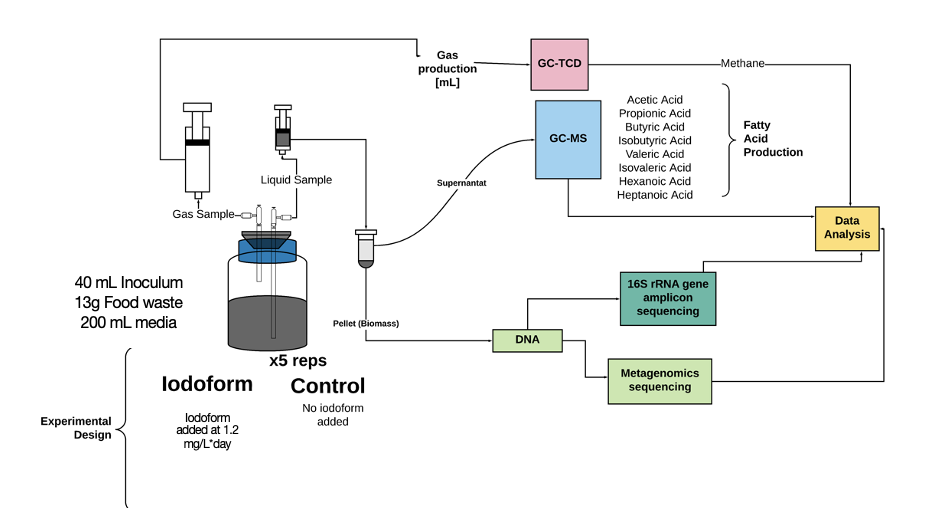 Gas
production
[mL]
GC-TCD
Methane
GC-MS
Acetic Acid
Propionic Acid
Butyric Acid
Isobutyric Acid
Valeric Acid
Isovaleric Acid
Hexanoic Acid
Heptanoic Acid
Fatty
Acid
Production
Liquid Sample
Supernantat
Gas Sample
Data
Analysis
40 mL Inoculum
13g Food waste
200 mL media
16S rRNA gene
amplicon
sequencing
Pellet (Biomass)
DNA
x5 reps
Metagenomics
sequencing
Iodoform
Control
Iodoform
added at 1.2
mg/L*day
No iodoform
added
Experimental
Design